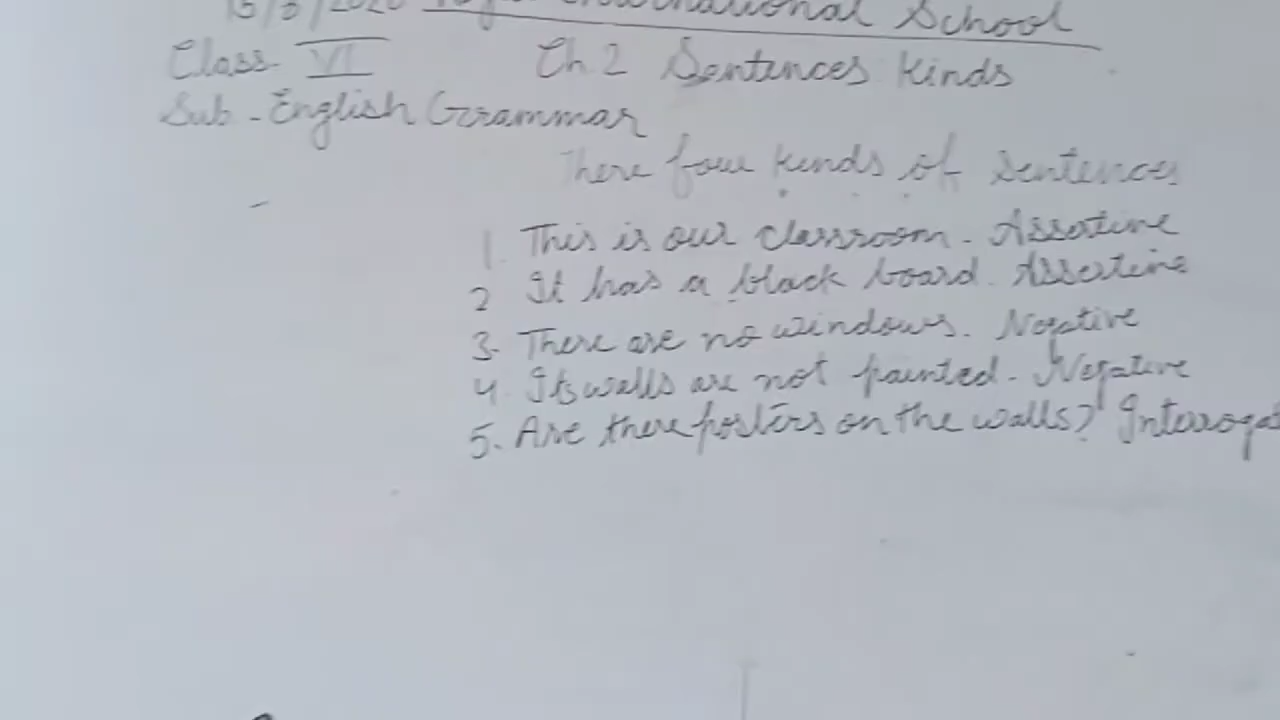 International School
Class VI Ch 2 Sentences Kinds
Sub - English Grammar
There four kinds of sentences
1. This is our classroom. Assertive
2 It has a black board. Assertive
3. There are no windows. Negative
4. Its walls are not painted. Negative
5. Are there posters on the walls? Interrogat